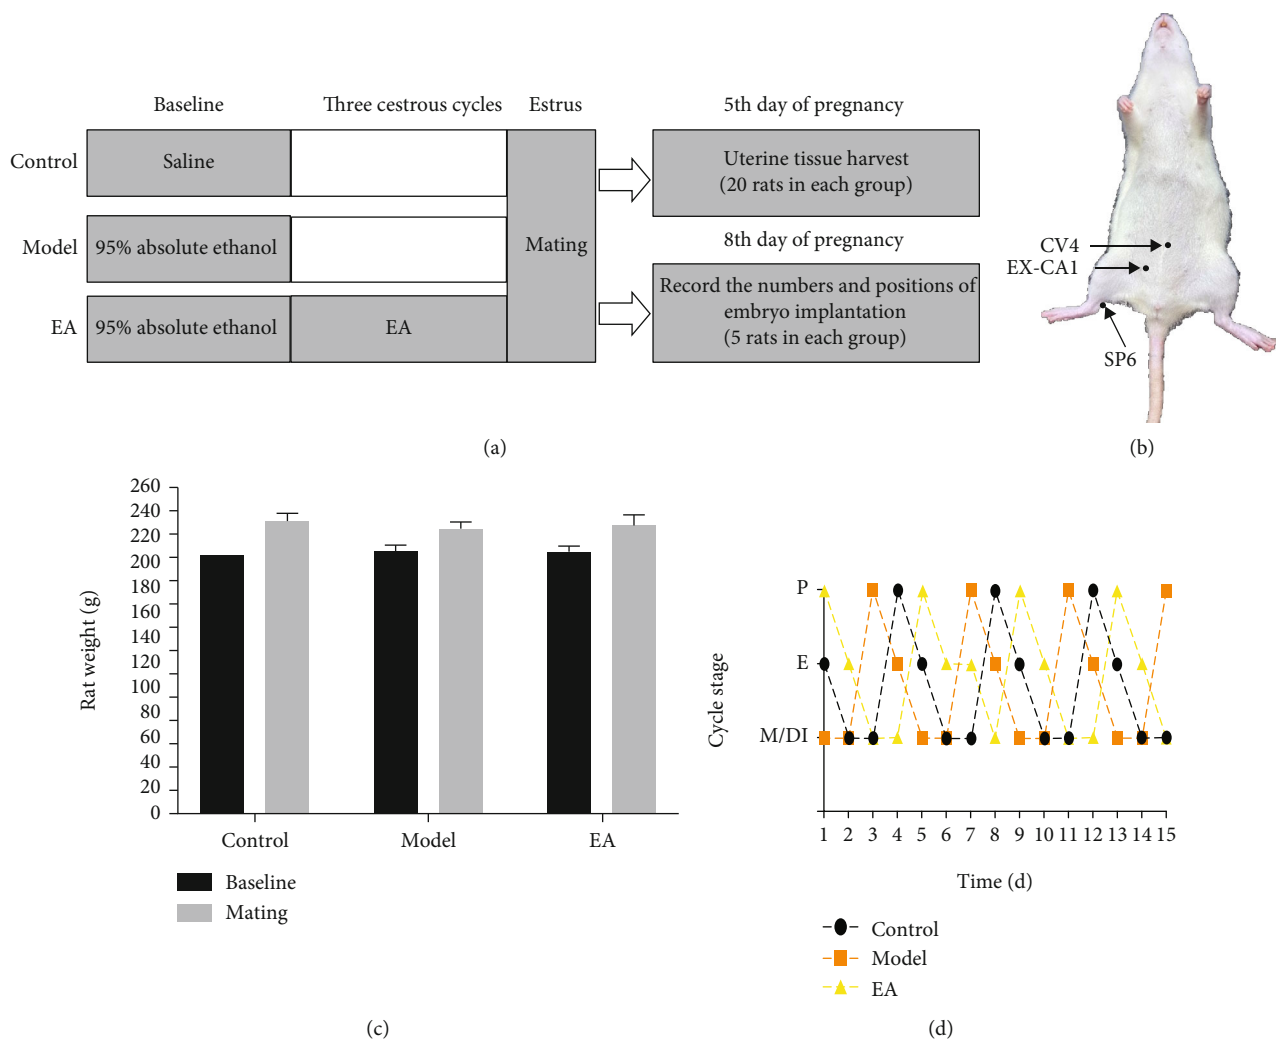 Baseline
Three cestrous cycles
Estrus
5th day of pregnancy
Control
Saline
Uterine tissue harvest
(20 rats in each group)
Model
95% absolute ethanol
Mating
8th day of pregnancy
EA
95% absolute ethanol
EA
Record the numbers and positions of
embryo implantation
(5 rats in each group)
(a)
CV4
EX-CA1
SP6
(b)
Rat weight (g)
260
240
220
200
180
160
140
120
100
80
60
40
20
0
Control
Model
EA
Baseline
Mating
(c)
Cycle stage
P
E
M/DI
1 2 3 4 5 6 7 8 9 10 11 12 13 14 15
Time (d)
Control
Model
EA
(d)